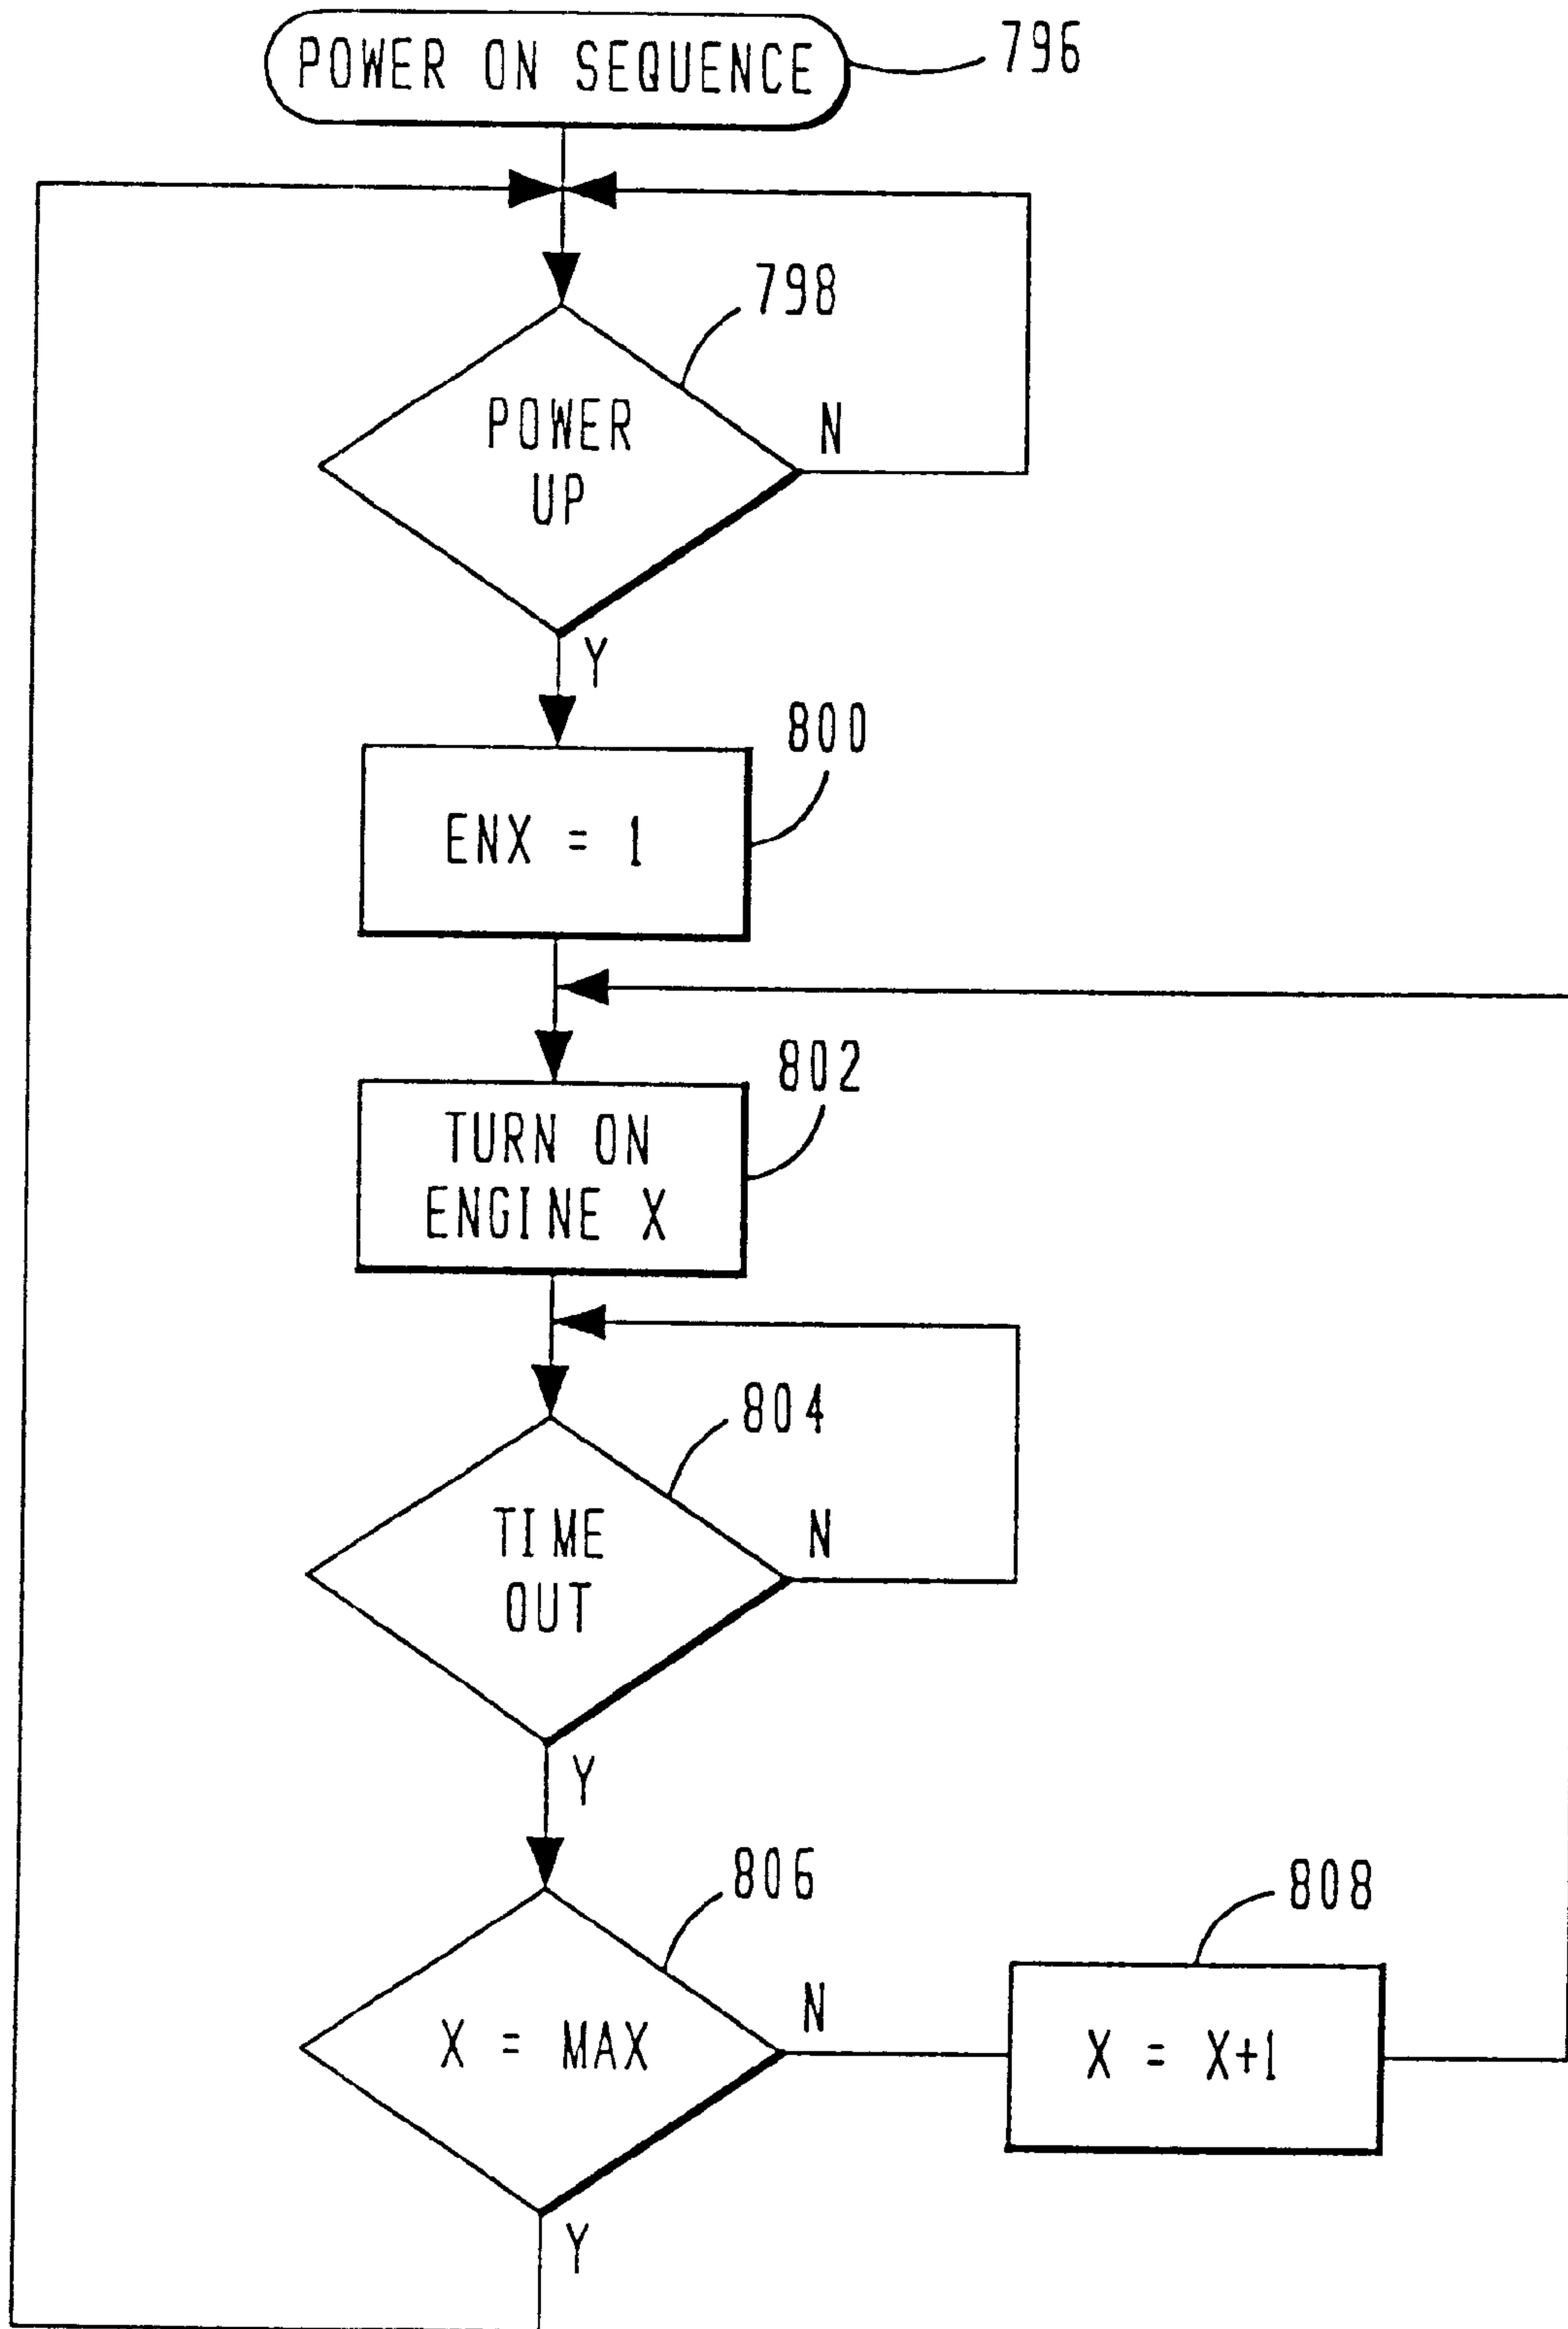 POWER ON SEQUENCE
796
798
POWER
UP
N
Y
800
ENX = 1
802
TURN ON
ENGINE X
804
TIME
OUT
N
Y
806
X = MAX
N
808
X = X+1
Y